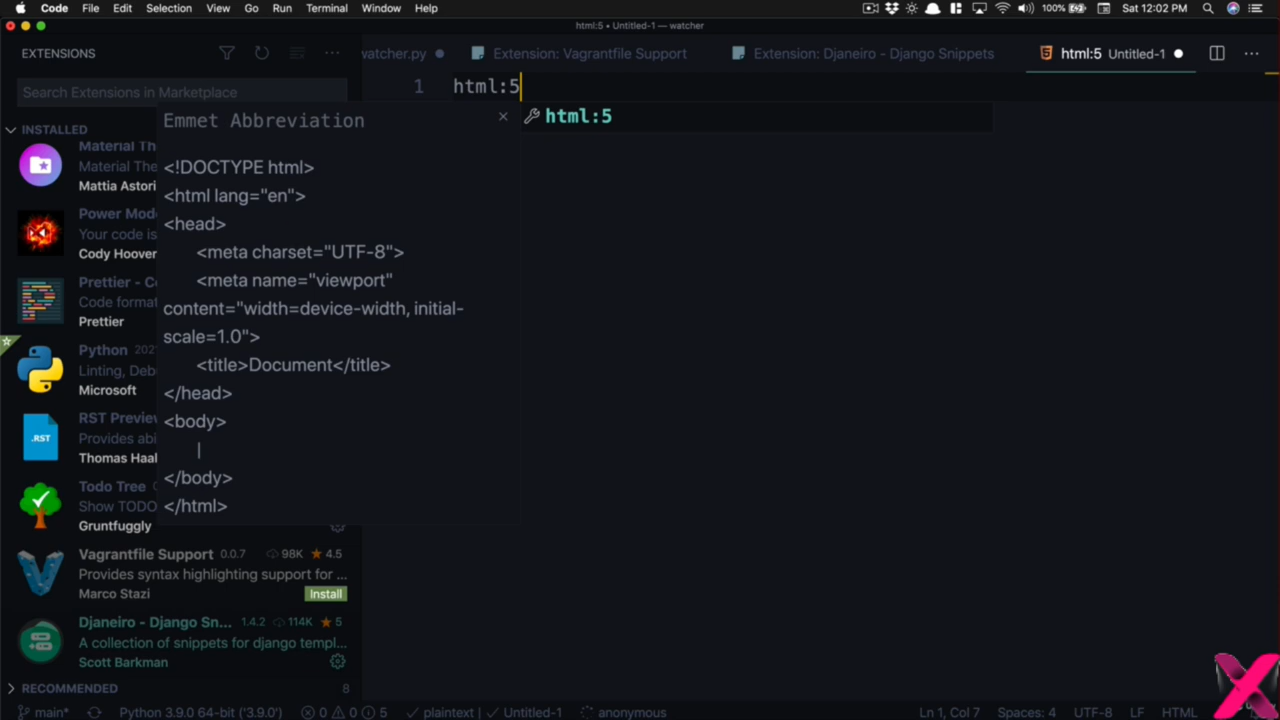 Code File Edit Selection View Go Run Terminal Window Help 100% Sat 12:02 PM
html:5 • Untitled-1 — watcher
EXTENSIONS
watcher.py Extension: Vagrantfile Support Extension: Djaneiro - Django Snippets html:5 Untitled-1
Search Extensions in Marketplace
1 html:5
html:5
Emmet Abbreviation
<!DOCTYPE html>
<html lang="en">
<head>
<meta charset="UTF-8">
<meta name="viewport"
content="width=device-width, initial-
scale=1.0">
<title>Document</title>
</head>
<body>
|
</body>
</html>
INSTALLED
Material Th
Material The
Mattia Astori
Power Mode
Your code is
Cody Hoover
Prettier - C
Code format
Prettier
Python 202
Linting, Deb
Microsoft
RST Preview
.RST
Provides abi
Thomas Haal
Todo Tree 0
Show TODO
Gruntfuggly
Vagrantfile Support 0.0.7 98K 4.5
Provides syntax highlighting support for ...
Marco Stazi Install
Djaneiro - Django Sn... 1.4.2 114K 5
A collection of snippets for django templ...
Scott Barkman
RECOMMENDED 8
main* Python 3.9.0 64-bit ('3.9.0') 0 0 5 plaintext | Untitled-1 anonymous Ln 1, Col 7 Spaces: 4 UTF-8 LF HTML